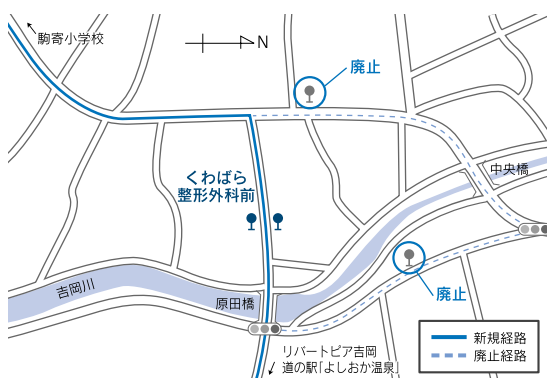 駒寄小学校
N
廃止
くわばら
整形外科前
中央橋
吉岡川
原田橋
廃止
リバートピア吉岡
道の駅「よしおか温泉」
新規経路
廃止経路